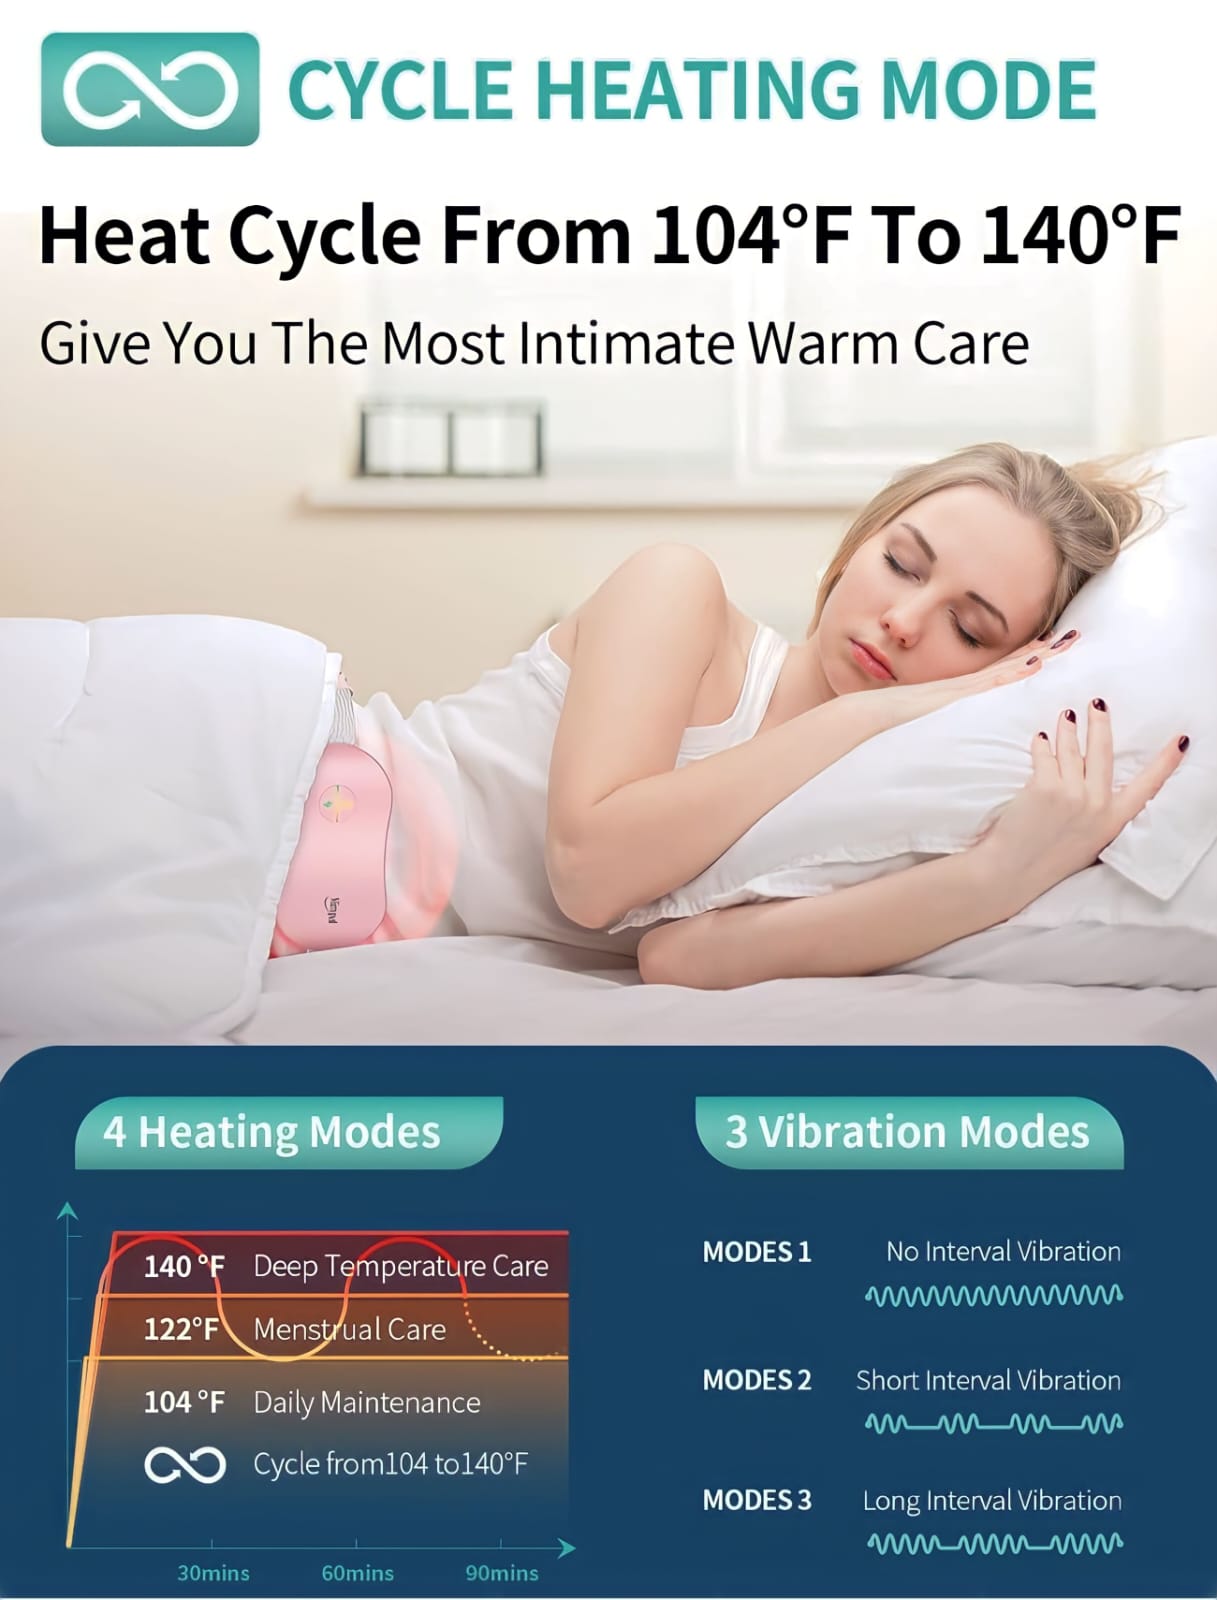 CYCLE HEATING MODE
Heat Cycle From 104°F To 140°F
Give You The Most Intimate Warm Care
4 Heating Modes
140 °F Deep Temperature Care
122°F Menstrual Care
104 °F Daily Maintenance
Cycle from104 to140°F
30mins 60mins 90mins
3 Vibration Modes
MODES 1 No Interval Vibration
MODES 2 Short Interval Vibration
MODES 3 Long Interval Vibration